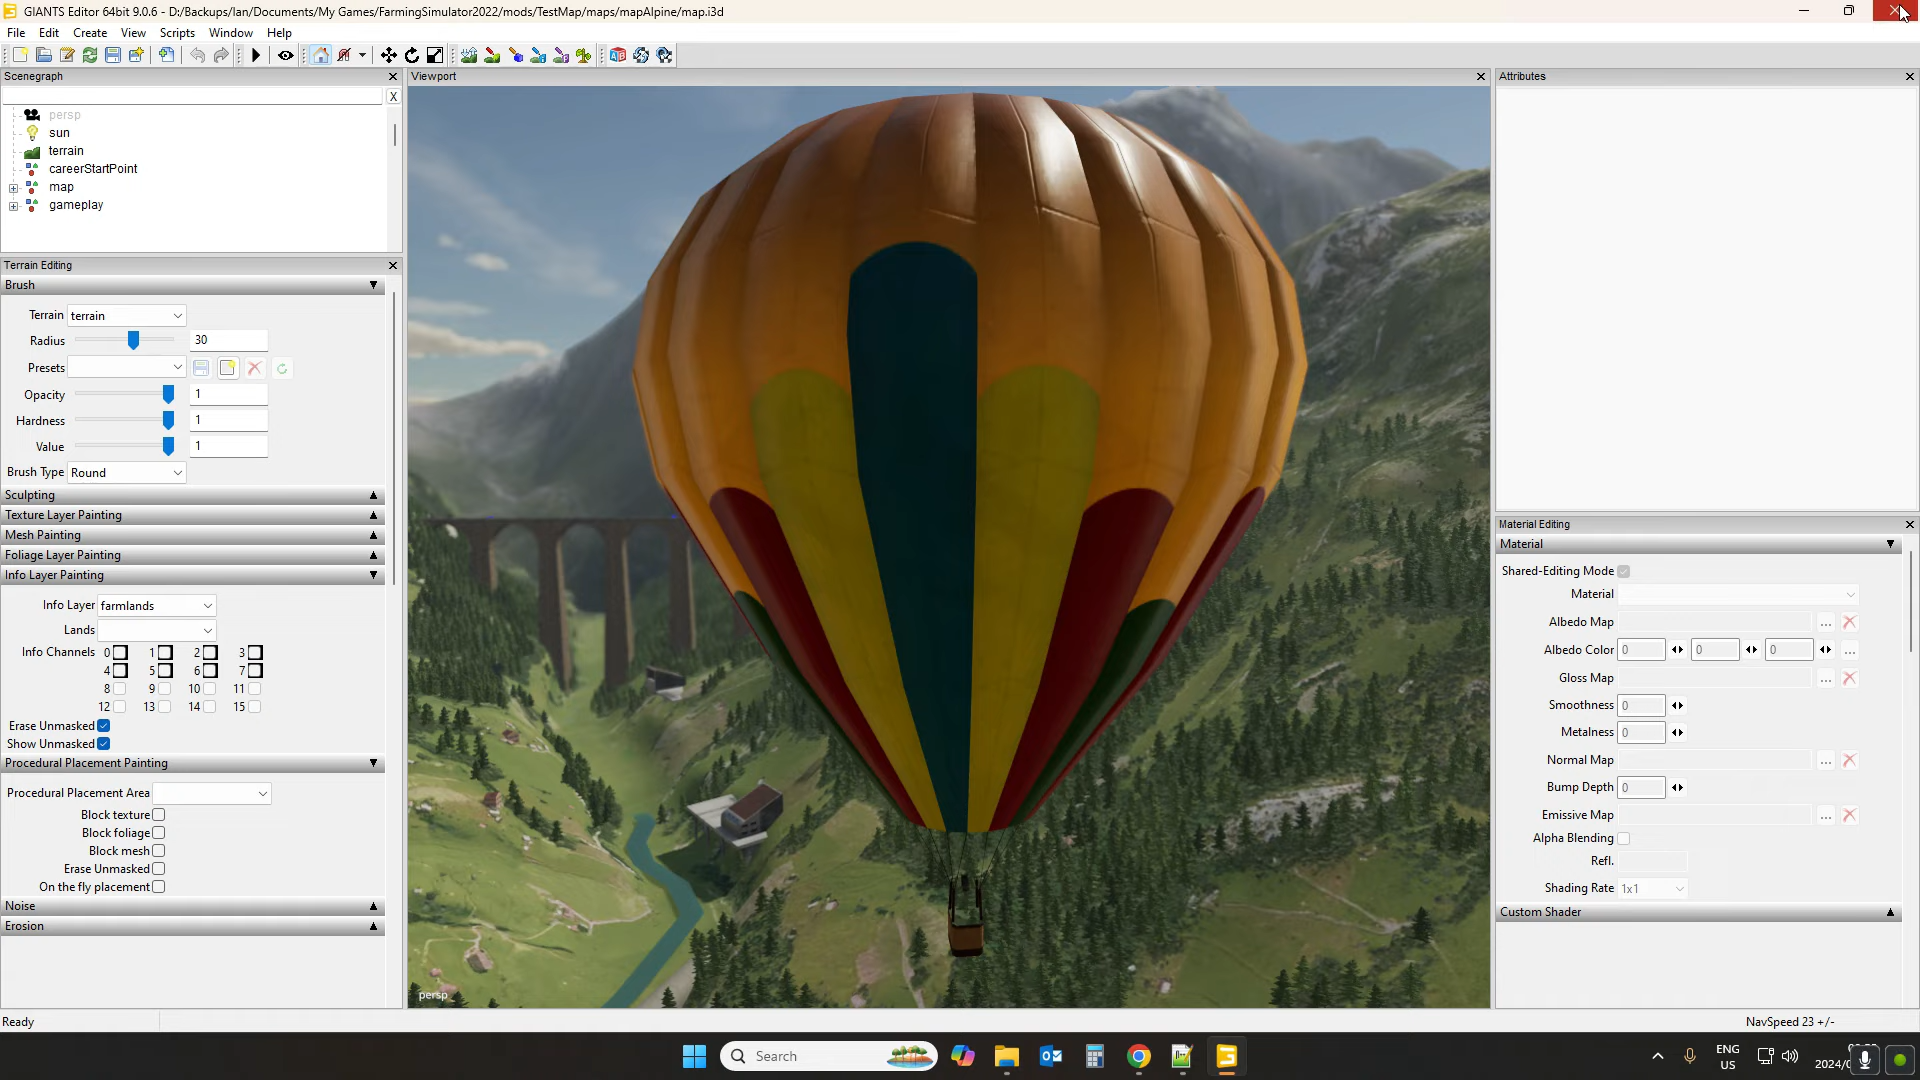 GIANTS Editor 64bit 9.0.6 - D:/Backups/Ian/Documents/My Games/FarmingSimulator2022/mods/TestMap/maps/mapAlpine/map.i3d
File Edit Create View Scripts Window Help
Scenegraph
X
persp
sun
terrain
careerStartPoint
map
gameplay
Terrain Editing
Brush
Terrain terrain
Radius 30
Presets
Opacity 1
Hardness 1
Value 1
Brush Type Round
Sculpting
Texture Layer Painting
Mesh Painting
Foliage Layer Painting
Info Layer Painting
Info Layer farmlands
Lands
Info Channels 0 1 2 3
4 5 6 7
8 9 10 11
12 13 14 15
Erase Unmasked
Show Unmasked
Procedural Placement Painting
Procedural Placement Area
Block texture
Block foliage
Block mesh
Erase Unmasked
On the fly placement
Noise
Erosion
Viewport
persp
Attributes
Material Editing
Material
Shared-Editing Mode
Material
Albedo Map ...
Albedo Color 0 0 0 ...
Gloss Map ...
Smoothness 0
Metalness 0
Normal Map ...
Bump Depth 0
Emissive Map ...
Alpha Blending
Refl.
Shading Rate 1x1
Custom Shader
Ready
NavSpeed 23 +/-
Search
ENG
US